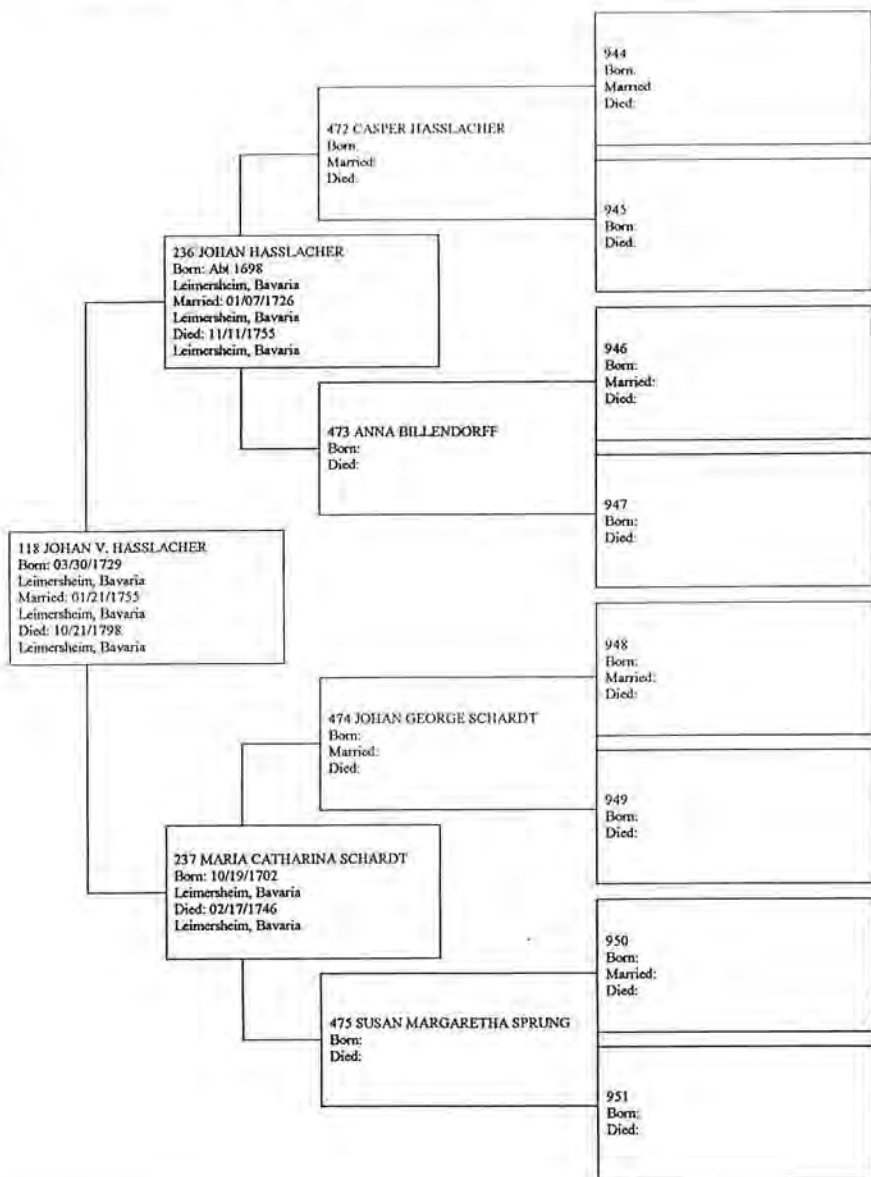 944
Born:
Married
Died:
472 CASPER HASSLACHER
Born:
Married:
Died:
945
Born:
Died:
236 JOHAN HASSLACHER
Born: Abt 1698
Leimersheim, Bavaria
Married: 01/07/1726
Leimersheim, Bavaria
Died: 11/11/1755
Leimersheim, Bavaria
946
Born:
Married:
Died:
473 ANNA BILLENDORFF
Born:
Died:
947
Born:
Died:
118 JOHAN V. HASSLACHER
Born: 03/30/1729
Leimersheim, Bavaria
Married: 01/21/1755
Leimersheim, Bavaria
Died: 10/21/1798
Leimersheim, Bavaria
948
Born:
Married:
Died:
474 JOHAN GEORGE SCHARDT
Born:
Married:
Died:
949
Born:
Died:
237 MARIA CATHARINA SCHARDT
Born: 10/19/1702
Leimersheim, Bavaria
Died: 02/17/1746
Leimersheim, Bavaria
950
Born:
Married:
Died:
475 SUSAN MARGARETHA SPRUNG
Born:
Died:
951
Born:
Died: